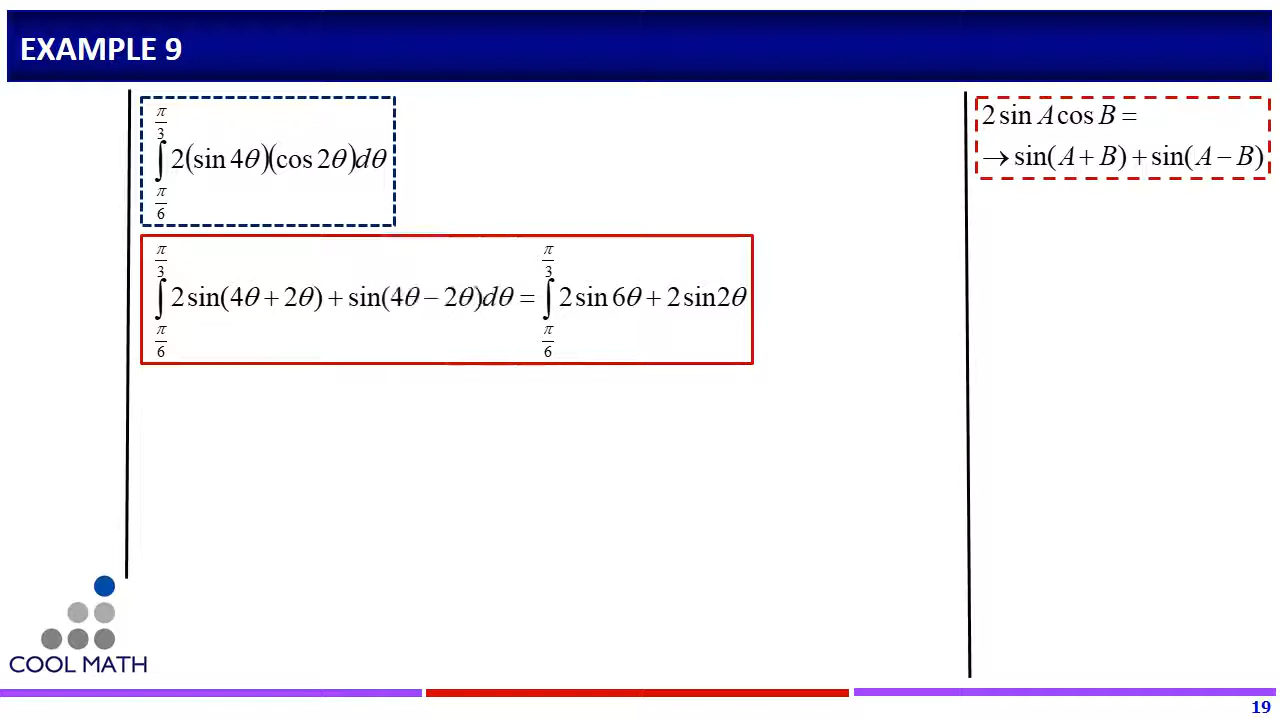 EXAMPLE 9
∫_{π/6}^{π/3} 2(sin 4θ)(cos 2θ)dθ
∫_{π/6}^{π/3} 2 sin(4θ + 2θ) + sin(4θ − 2θ)dθ = ∫_{π/6}^{π/3} 2 sin 6θ + 2 sin2θ
2 sin A cos B =
→ sin(A + B) + sin(A − B)
COOL MATH
19